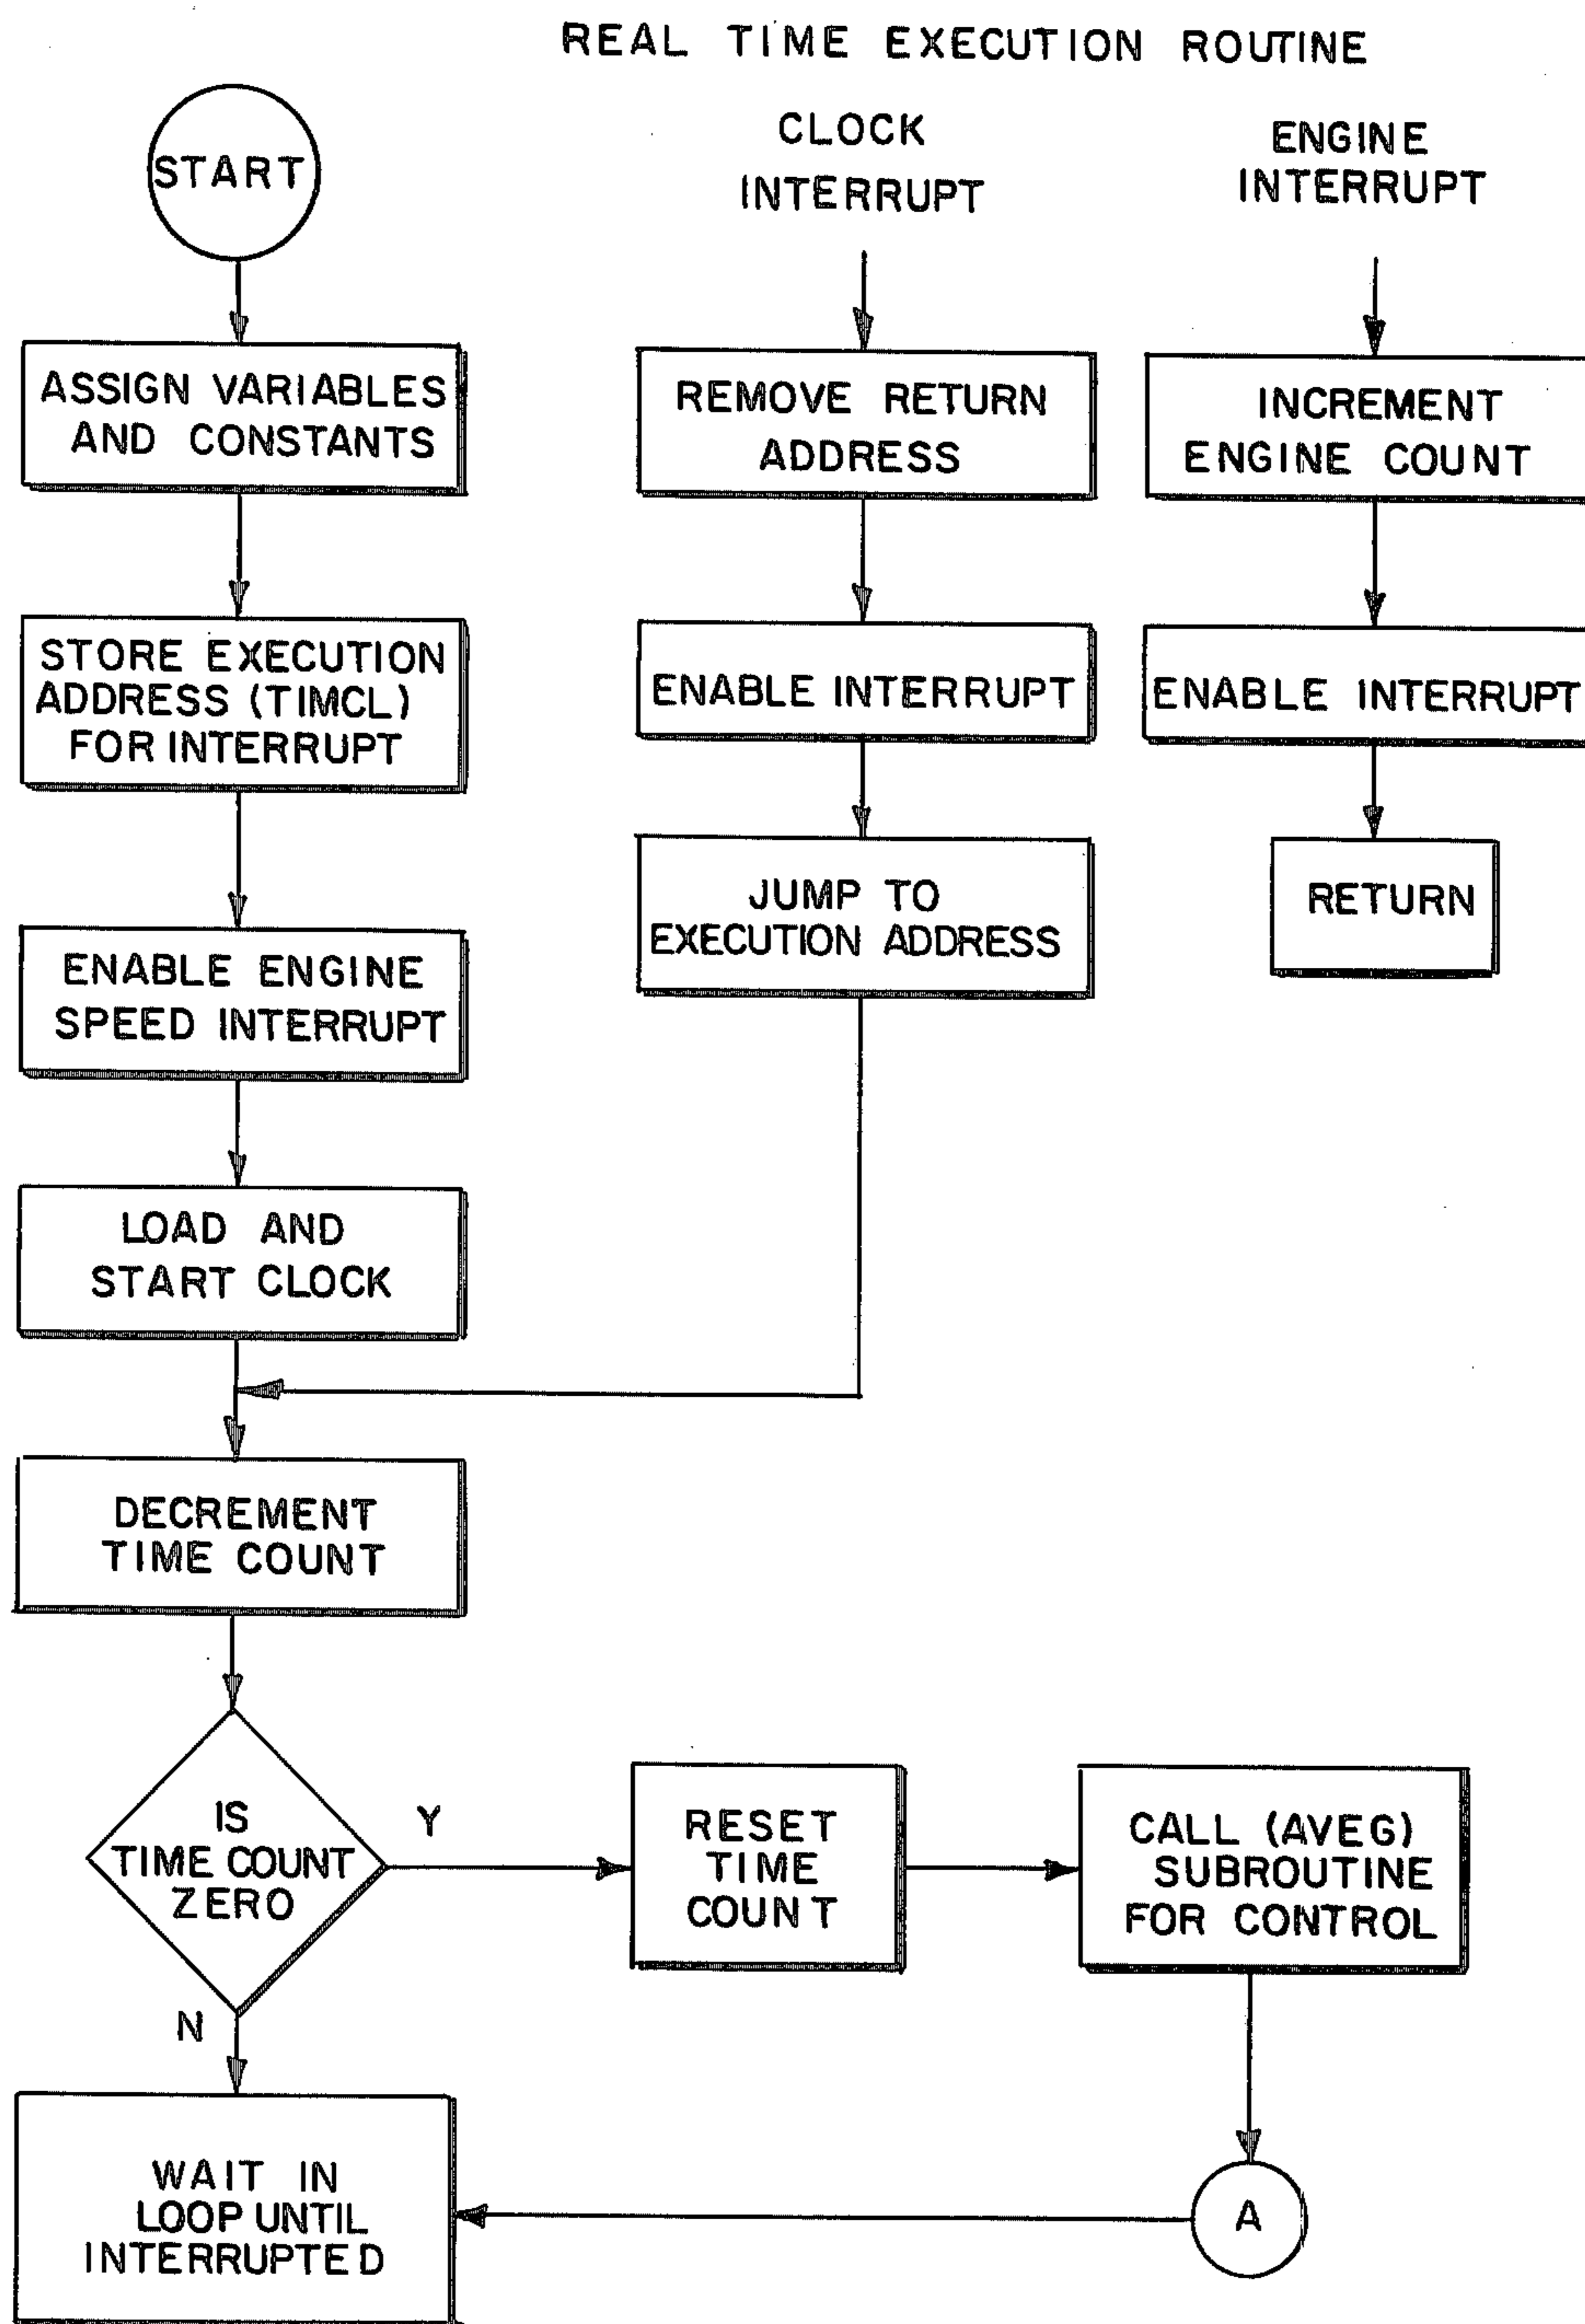 REAL TIME EXECUTION ROUTINE
START
ASSIGN VARIABLES
AND CONSTANTS
STORE EXECUTION
ADDRESS (TIMCL)
FOR INTERRUPT
ENABLE ENGINE
SPEED INTERRUPT
LOAD AND
START CLOCK
DECREMENT
TIME COUNT
IS
TIME COUNT
ZERO
Y
N
RESET
TIME
COUNT
CALL (AVEG)
SUBROUTINE
FOR CONTROL
A
WAIT IN
LOOP UNTIL
INTERRUPTED
CLOCK
INTERRUPT
REMOVE RETURN
ADDRESS
ENABLE INTERRUPT
JUMP TO
EXECUTION ADDRESS
ENGINE
INTERRUPT
INCREMENT
ENGINE COUNT
ENABLE INTERRUPT
RETURN